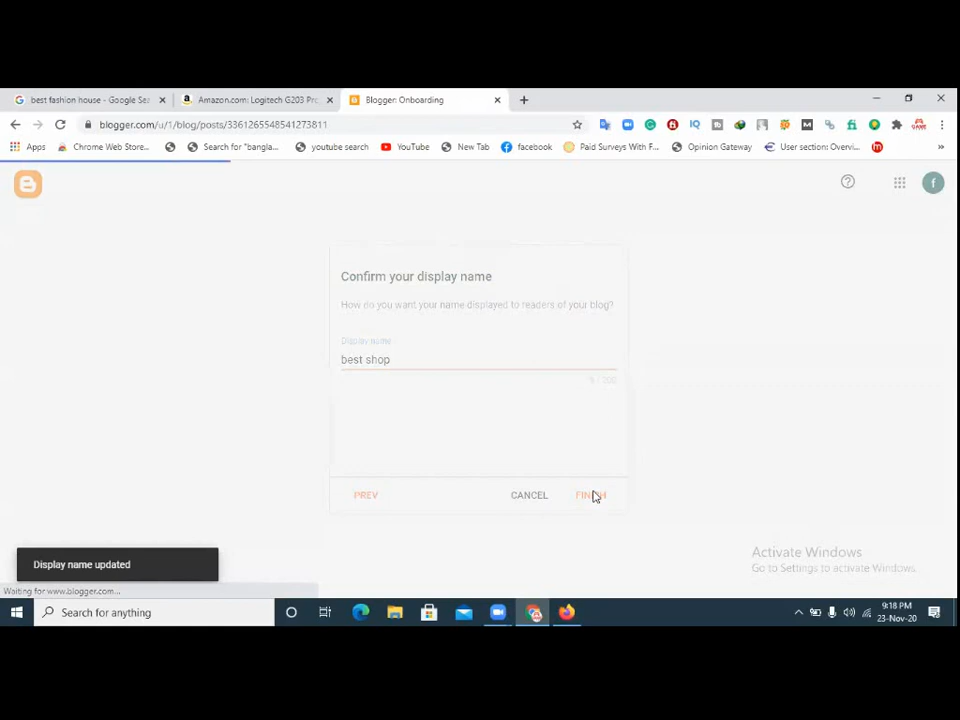 best fashion house - Google Sea
Amazon.com: Logitech G203 Pro
Blogger: Onboarding
blogger.com/u/1/blog/posts/3361265548541273811
Apps
Chrome Web Store...
Search for "bangla...
youtube search
YouTube
New Tab
facebook
Paid Surveys With F...
Opinion Gateway
User section: Overvi...
»
f
Confirm your display name
How do you want your name displayed to readers of your blog?
Display name
best shop
9 / 200
PREV
CANCEL
FINISH
Display name updated
Activate Windows
Go to Settings to activate Windows.
Waiting for www.blogger.com...
Search for anything
9:18 PM
23-Nov-20